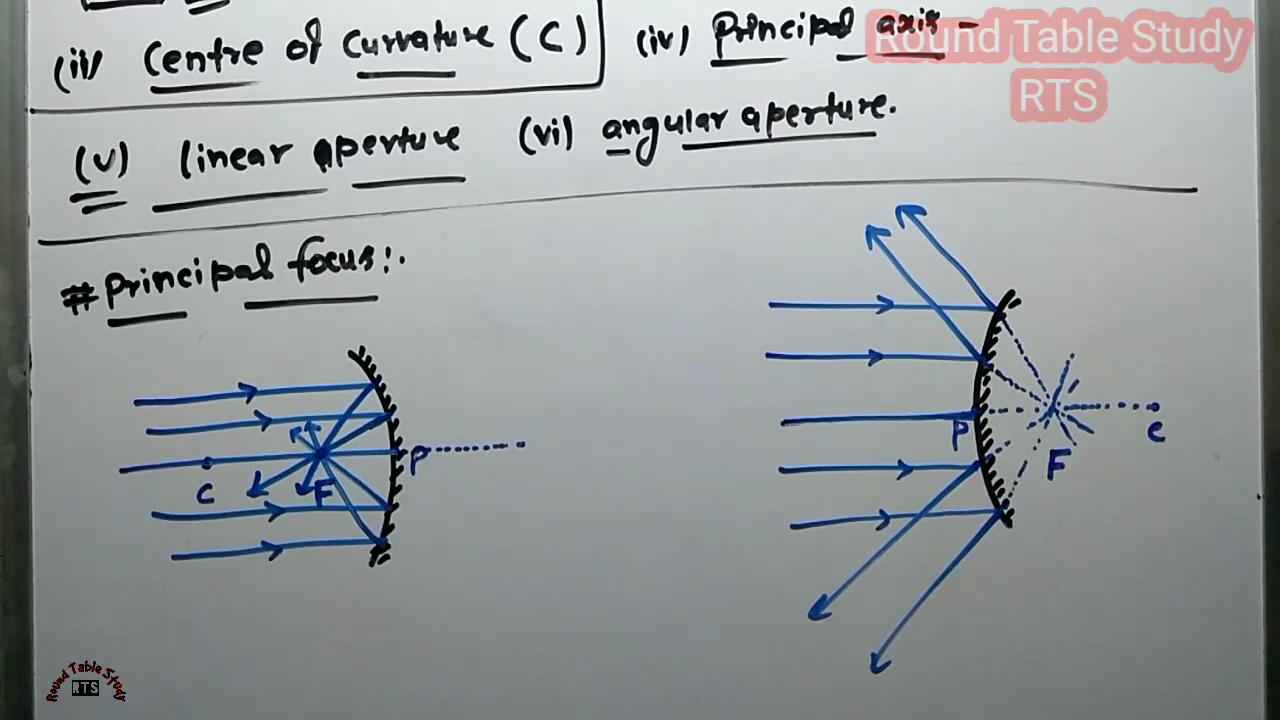 (ii) Centre of Curvature (C) (iv) Principal axis -
Round Table Study
RTS
(v) linear aperture (vi) angular aperture.
# Principal focus:.
P
C
F
P
F
C
Round Table Study
RTS